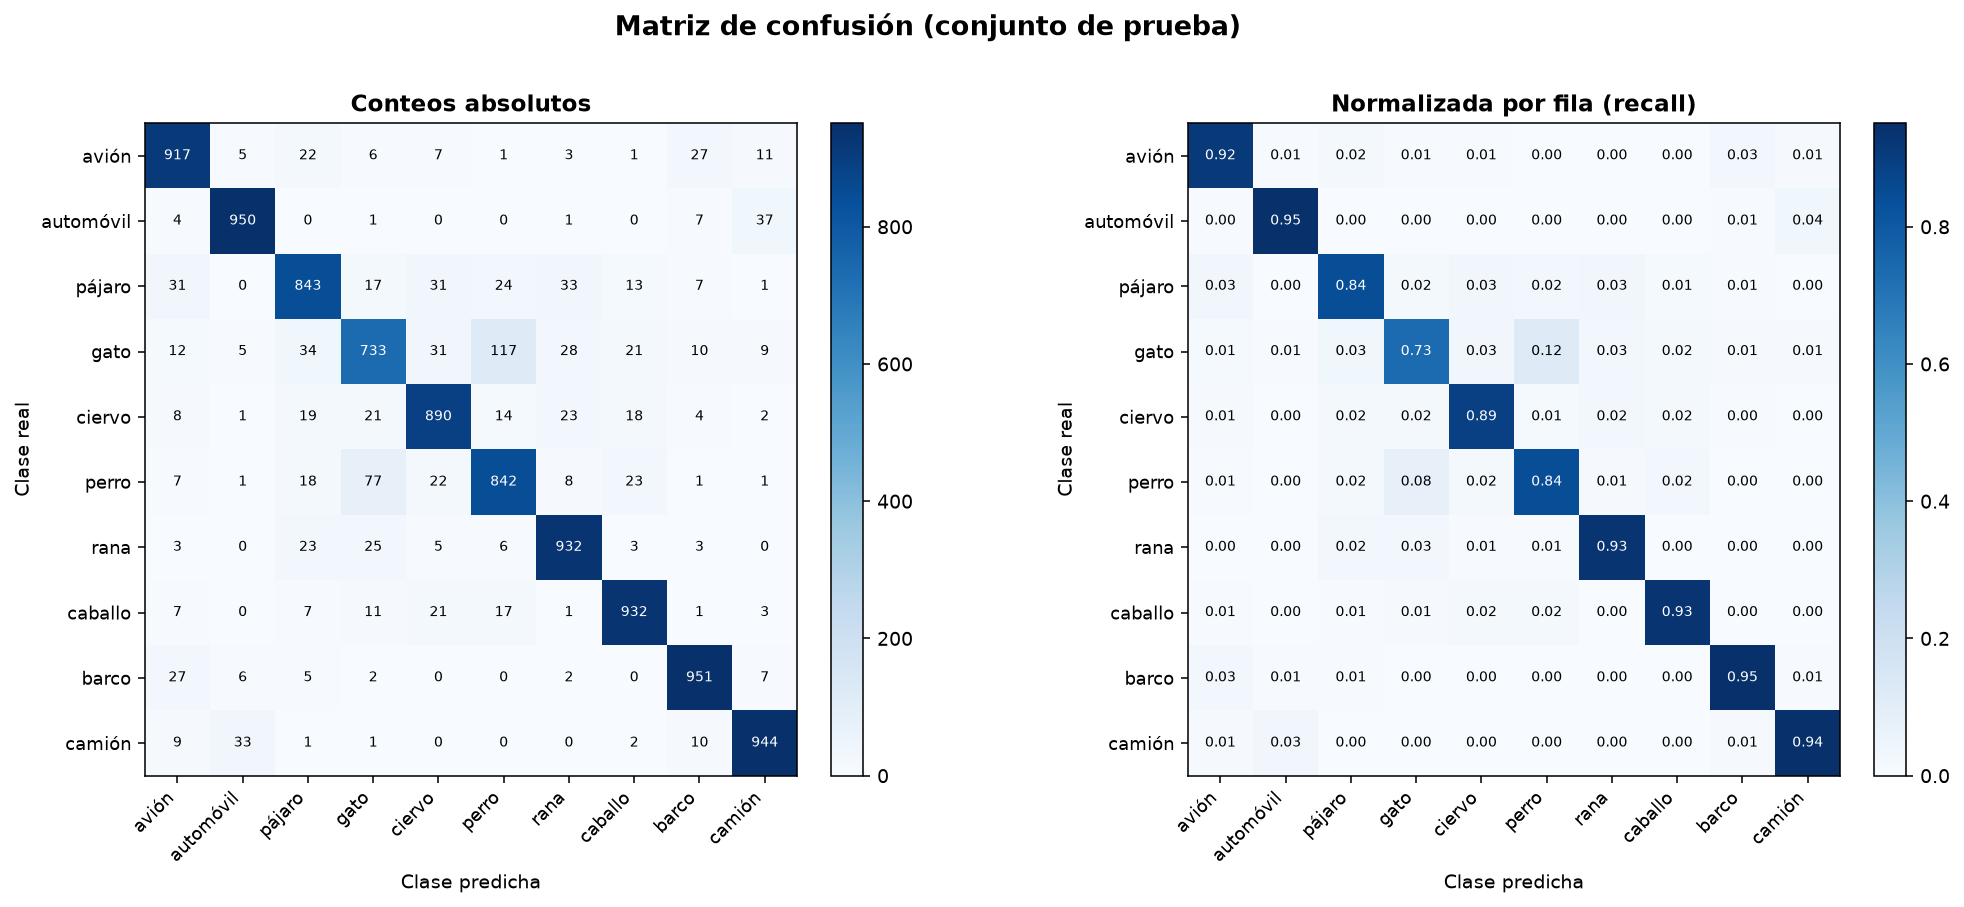 Matriz de confusión (conjunto de prueba)
Conteos absolutos
avión 917 5 22 6 7 1 3 1 27 11
automóvil 4 950 0 1 0 0 1 0 7 37
pájaro 31 0 843 17 31 24 33 13 7 1
gato 12 5 34 733 31 117 28 21 10 9
ciervo 8 1 19 21 890 14 23 18 4 2
perro 7 1 18 77 22 842 8 23 1 1
rana 3 0 23 25 5 6 932 3 3 0
caballo 7 0 7 11 21 17 1 932 1 3
barco 27 6 5 2 0 0 2 0 951 7
camión 9 33 1 1 0 0 0 2 10 944
Clase real
avión automóvil pájaro gato ciervo perro rana caballo barco camión
Clase predicha
800
600
400
200
0
Normalizada por fila (recall)
avión 0.92 0.01 0.02 0.01 0.01 0.00 0.00 0.00 0.03 0.01
automóvil 0.00 0.95 0.00 0.00 0.00 0.00 0.00 0.00 0.01 0.04
pájaro 0.03 0.00 0.84 0.02 0.03 0.02 0.03 0.01 0.01 0.00
gato 0.01 0.01 0.03 0.73 0.03 0.12 0.03 0.02 0.01 0.01
ciervo 0.01 0.00 0.02 0.02 0.89 0.01 0.02 0.02 0.00 0.00
perro 0.01 0.00 0.02 0.08 0.02 0.84 0.01 0.02 0.00 0.00
rana 0.00 0.00 0.02 0.03 0.01 0.01 0.93 0.00 0.00 0.00
caballo 0.01 0.00 0.01 0.01 0.02 0.02 0.00 0.93 0.00 0.00
barco 0.03 0.01 0.01 0.00 0.00 0.00 0.00 0.00 0.95 0.01
camión 0.01 0.03 0.00 0.00 0.00 0.00 0.00 0.00 0.01 0.94
Clase real
avión automóvil pájaro gato ciervo perro rana caballo barco camión
Clase predicha
0.8
0.6
0.4
0.2
0.0